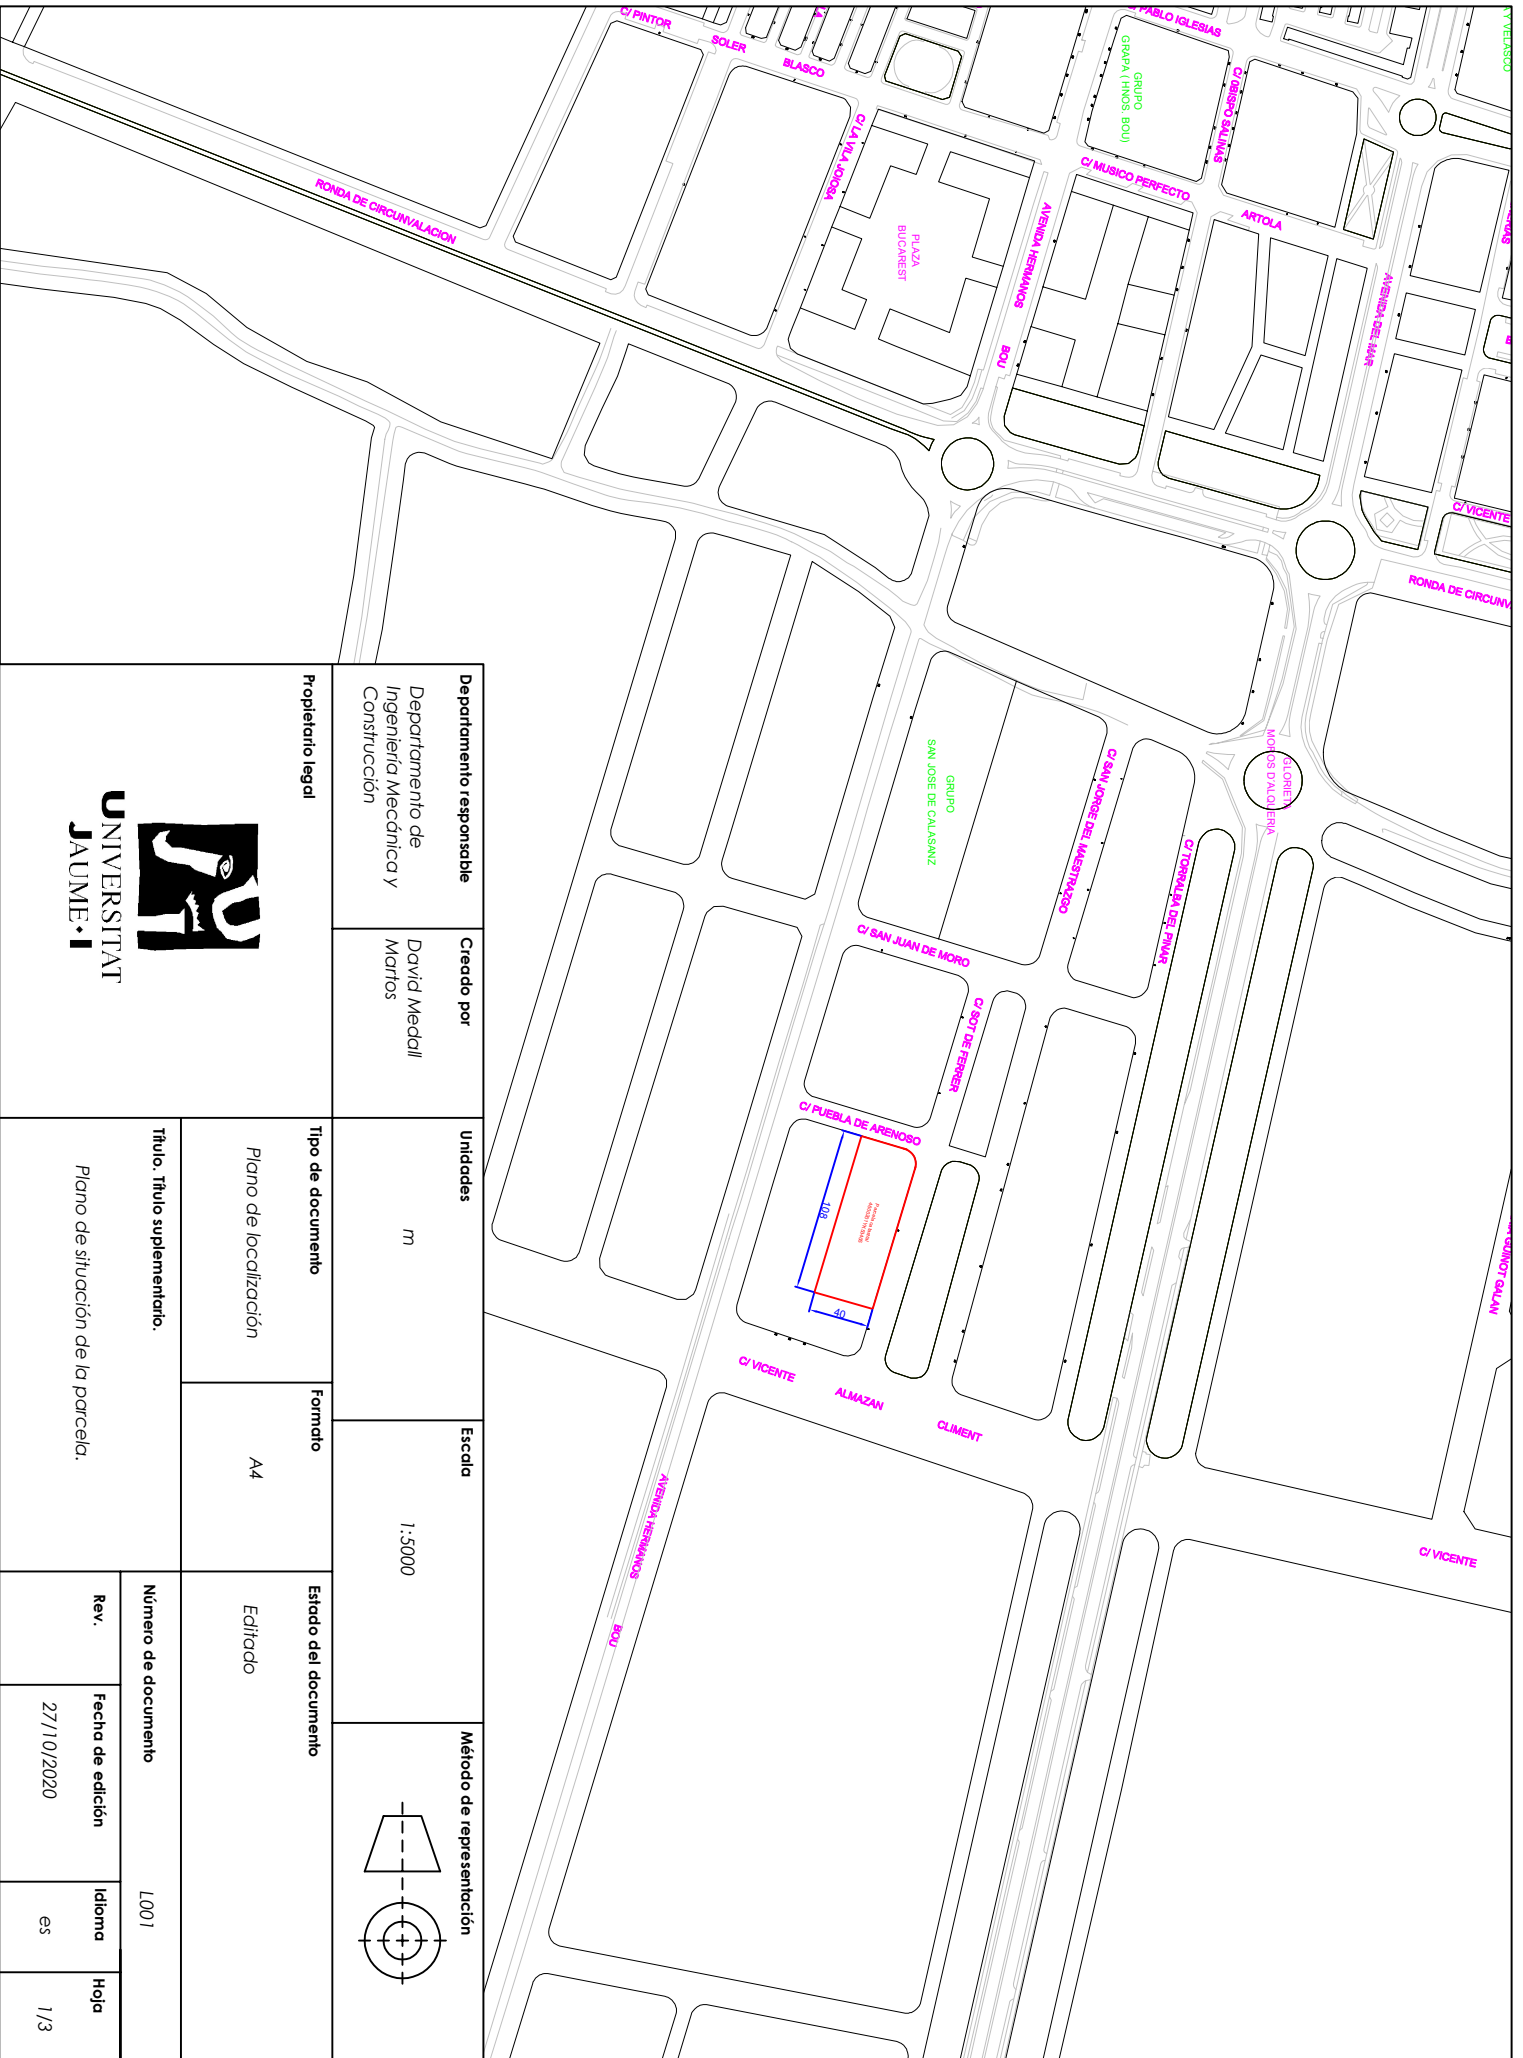 C/ PINTOR
SOLER
BLASCO
C/ LA VILA JOIOSA
RONDA DE CIRCUNVALACION
PLAZA
BUCAREST
GRUPO
GRAPA ( HNOS. BOU)
PABLO IGLESIAS
C/ OBISPO SALINAS
C/ MUSICO PERFECTO
ARTOLA
AVENIDA HERMANOS
BOU
AVENIDA DEL MAR
Y VELASCO
C/ VICENTE
RONDA DE CIRCUNV
GLORIETA
MORROS D'ALQUERIA
GRUPO
SAN JOSE DE CALASANZ
C/ SAN JORGE DEL MAESTRAZGO
C/ TORRALBA DEL PINAR
C/ SAN JUAN DE MORO
C/ SOT DE FERRER
C/ PUEBLA DE ARENOSO
108
40
C/ VICENTE
ALMAZAN
CLIMENT
GUINOT GALAN
C/ VICENTE
AVENIDA HERMANOS
BOU
Departamento responsable
Departamento de
Ingeniería Mecánica y
Construcción
Creado por
David Medall
Martos
Unidades
m
Escala
1:5000
Método de representación
Propietario legal
UNIVERSITAT
JAUME•I
Tipo de documento
Plano de localización
Formato
A4
Estado del documento
Editado
Título. Título suplementario.
Plano de situación de la parcela.
Número de documento
L001
Rev.
Fecha de edición
27/10/2020
Idioma
es
Hoja
1/3